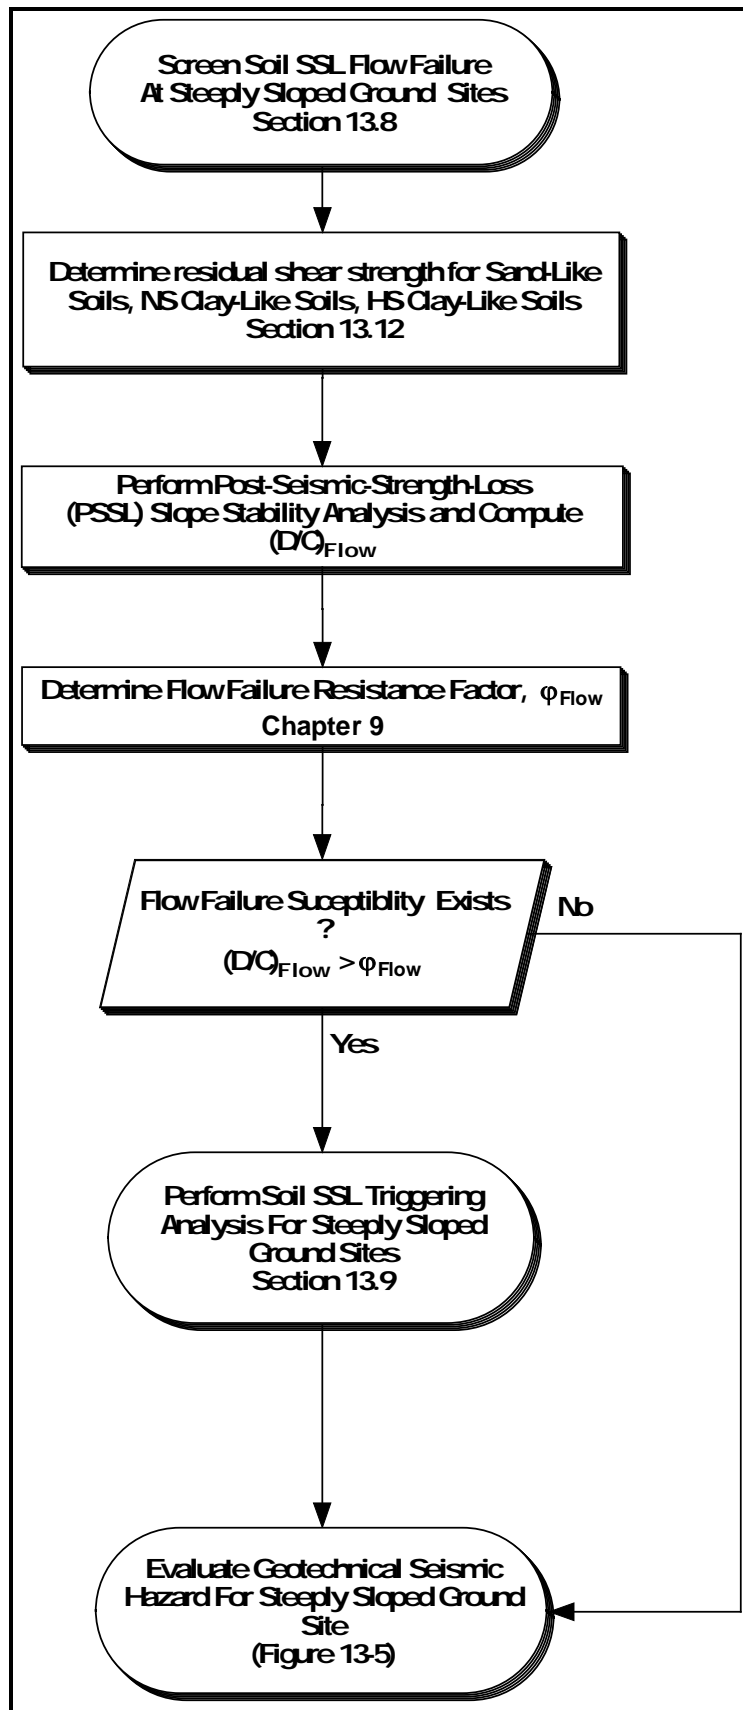 Screen Soil SSL Flow Failure
At Steeply Sloped Ground Sites
Section 13.8
Determine residual shear strength for Sand-Like
Soils, NS Clay-Like Soils, HS Clay-Like Soils
Section 13.12
Perform Post-Seismic-Strength-Loss
(PSSL) Slope Stability Analysis and Compute
(D/C)Flow
Determine Flow Failure Resistance Factor, φFlow
Chapter 9
Flow Failure Suceptiblity Exists
?
(D/C)Flow > φFlow
No
Yes
Perform Soil SSL Triggering
Analysis For Steeply Sloped
Ground Sites
Section 13.9
Evaluate Geotechnical Seismic
Hazard For Steeply Sloped Ground
Site
(Figure 13-5)